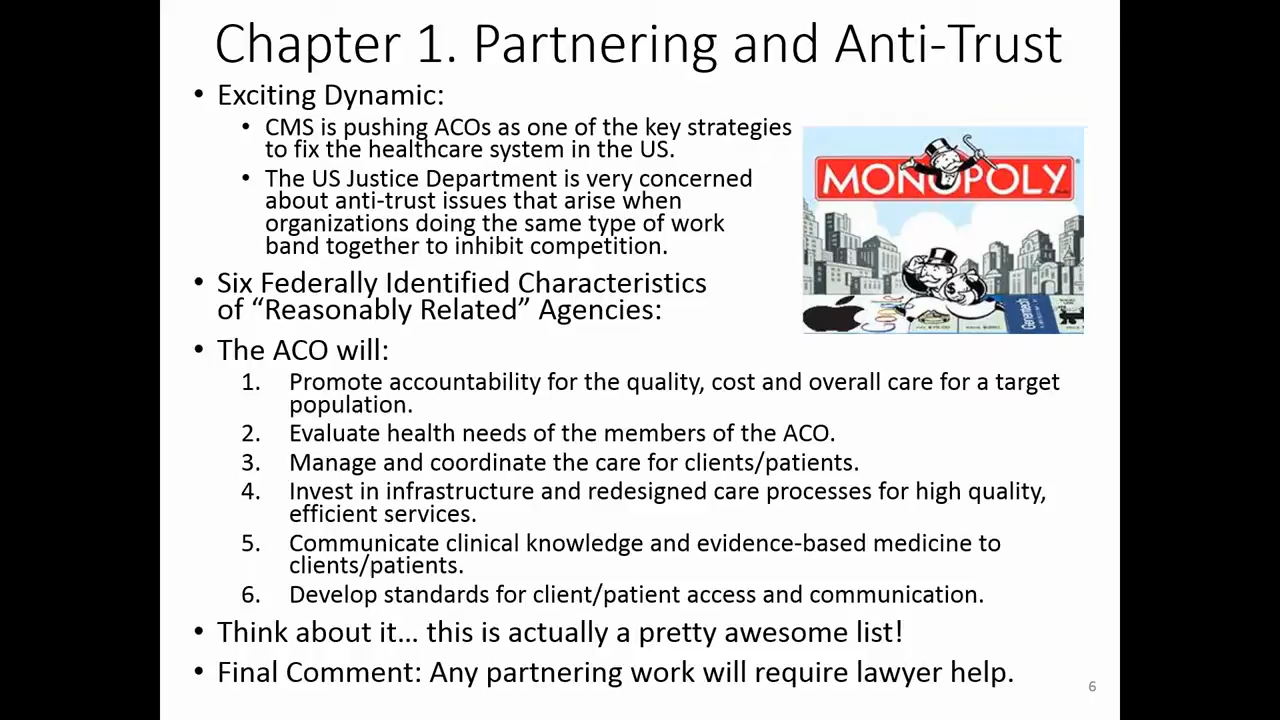 Chapter 1. Partnering and Anti-Trust
• Exciting Dynamic:
• CMS is pushing ACOs as one of the key strategies
to fix the healthcare system in the US.
• The US Justice Department is very concerned
about anti-trust issues that arise when
organizations doing the same type of work
band together to inhibit competition.
MONOPOLY
Genentech
• Six Federally Identified Characteristics
of “Reasonably Related” Agencies:
• The ACO will:
1. Promote accountability for the quality, cost and overall care for a target
population.
2. Evaluate health needs of the members of the ACO.
3. Manage and coordinate the care for clients/patients.
4. Invest in infrastructure and redesigned care processes for high quality,
efficient services.
5. Communicate clinical knowledge and evidence-based medicine to
clients/patients.
6. Develop standards for client/patient access and communication.
• Think about it... this is actually a pretty awesome list!
• Final Comment: Any partnering work will require lawyer help.
6